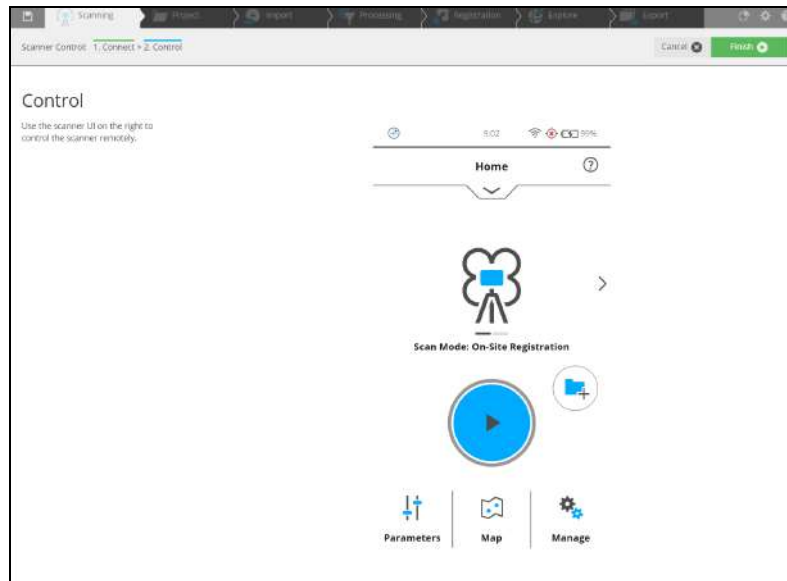 Scanning
Project
Import
Processing
Registration
Explore
Export
Scanner Control: 1. Connect > 2. Control
Cancel
Finish
Control
Use the scanner UI on the right to
control the scanner remotely.
9:02
99%
Home
Scan Mode: On-Site Registration
Parameters
Map
Manage